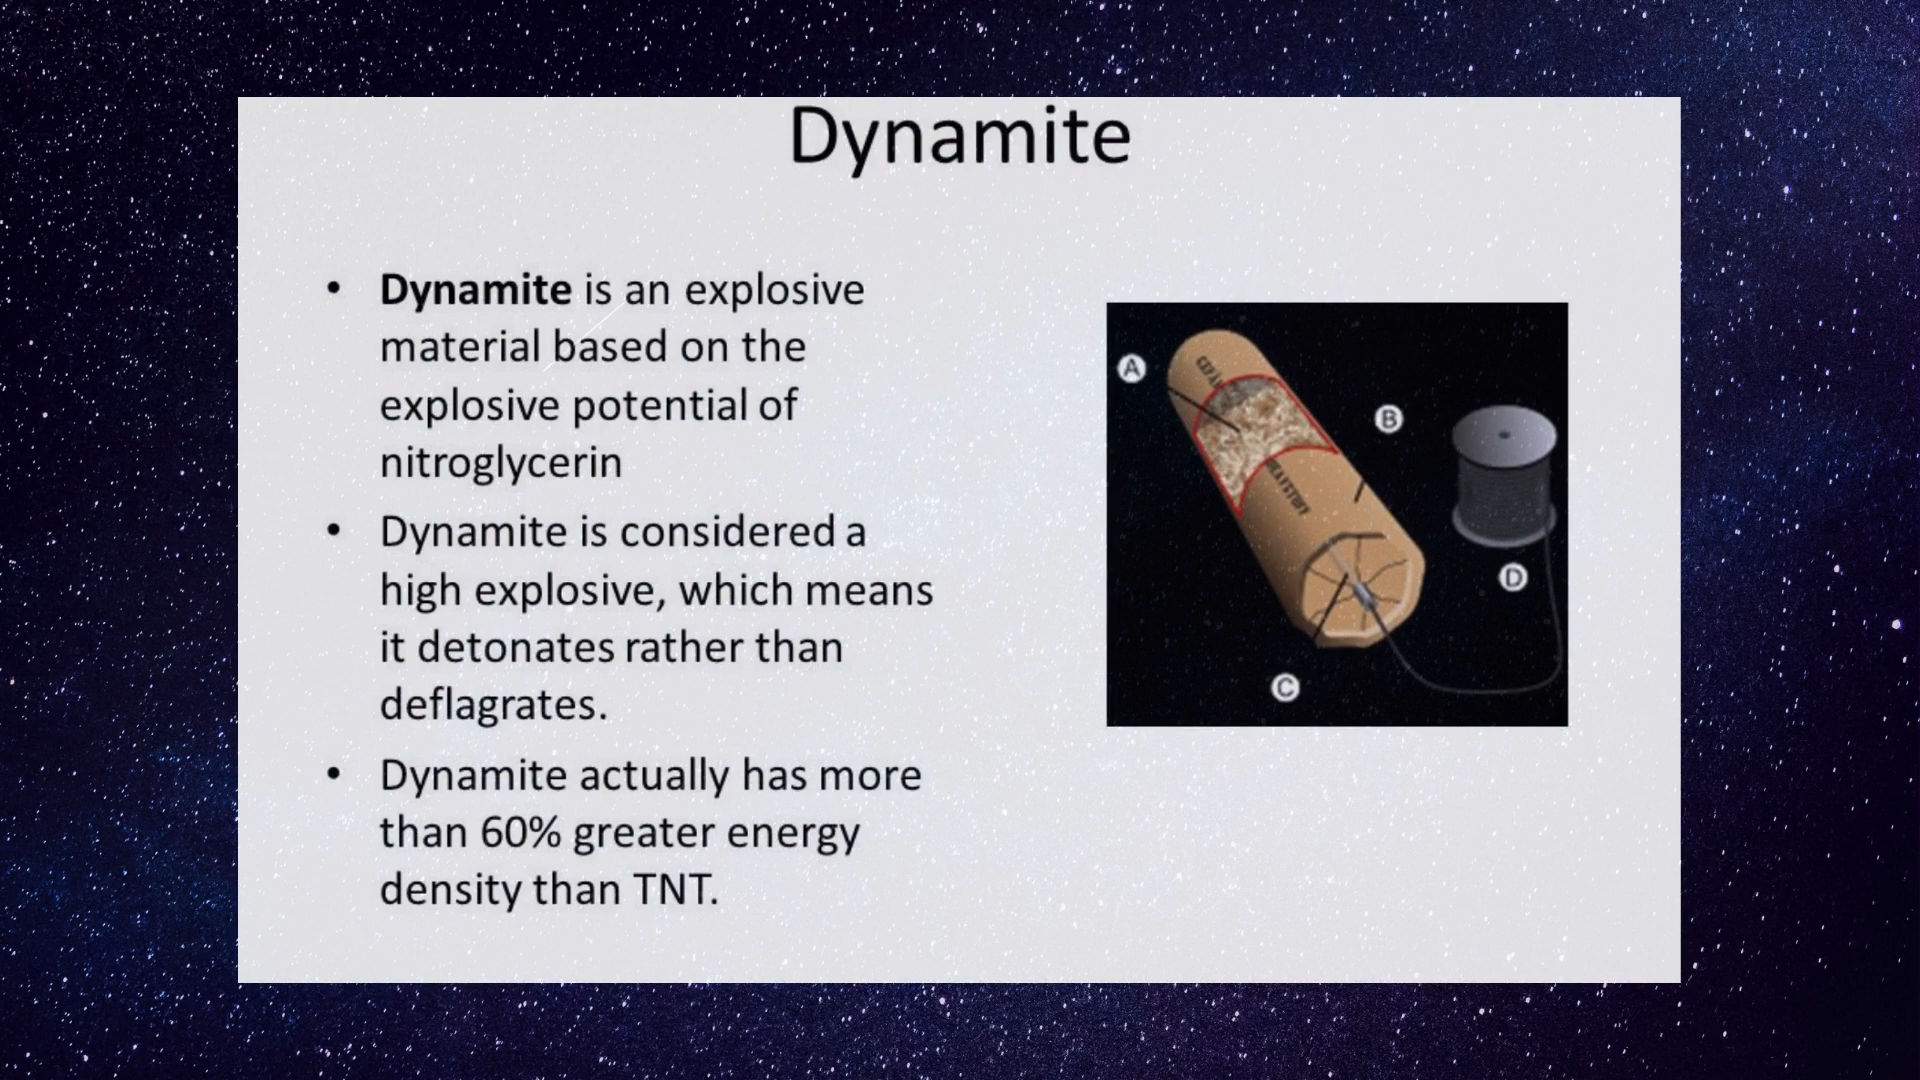 Dynamite
• Dynamite is an explosive
material based on the
explosive potential of
nitroglycerin
• Dynamite is considered a
high explosive, which means
it detonates rather than
deflagrates.
• Dynamite actually has more
than 60% greater energy
density than TNT.
A
B
D
C